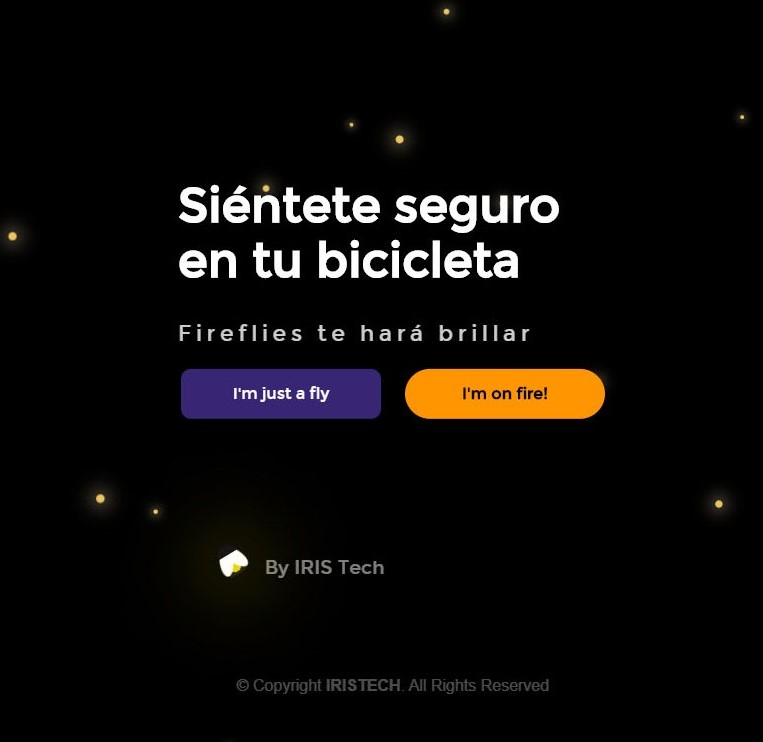 Siéntete seguro
en tu bicicleta
Fireflies te hará brillar
I'm just a fly
I'm on fire!
By IRIS Tech
© Copyright IRISTECH. All Rights Reserved